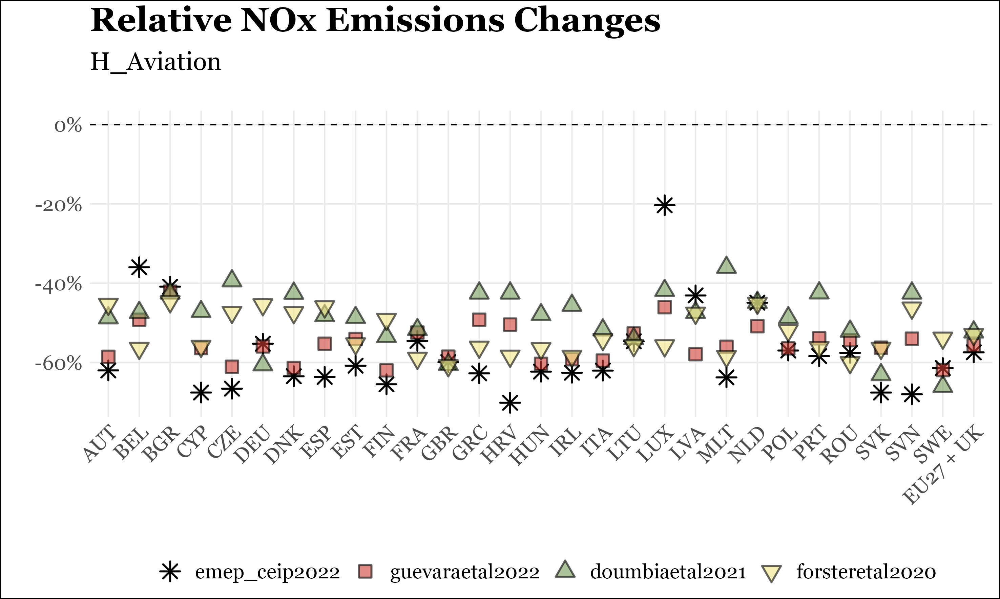 Relative NOx Emissions Changes
H_Aviation
0%
-20%
-40%
-60%
AUT BEL BGR CYP CZE DEU DNK ESP EST FIN FRA GBR GRC HRV HUN IRL ITA LTU LUX LVA MLT NLD POL PRT ROU SVK SVN SWE EU27 + UK
emep_ceip2022 guevaraetal2022 doumbiaetal2021 forsteretal2020